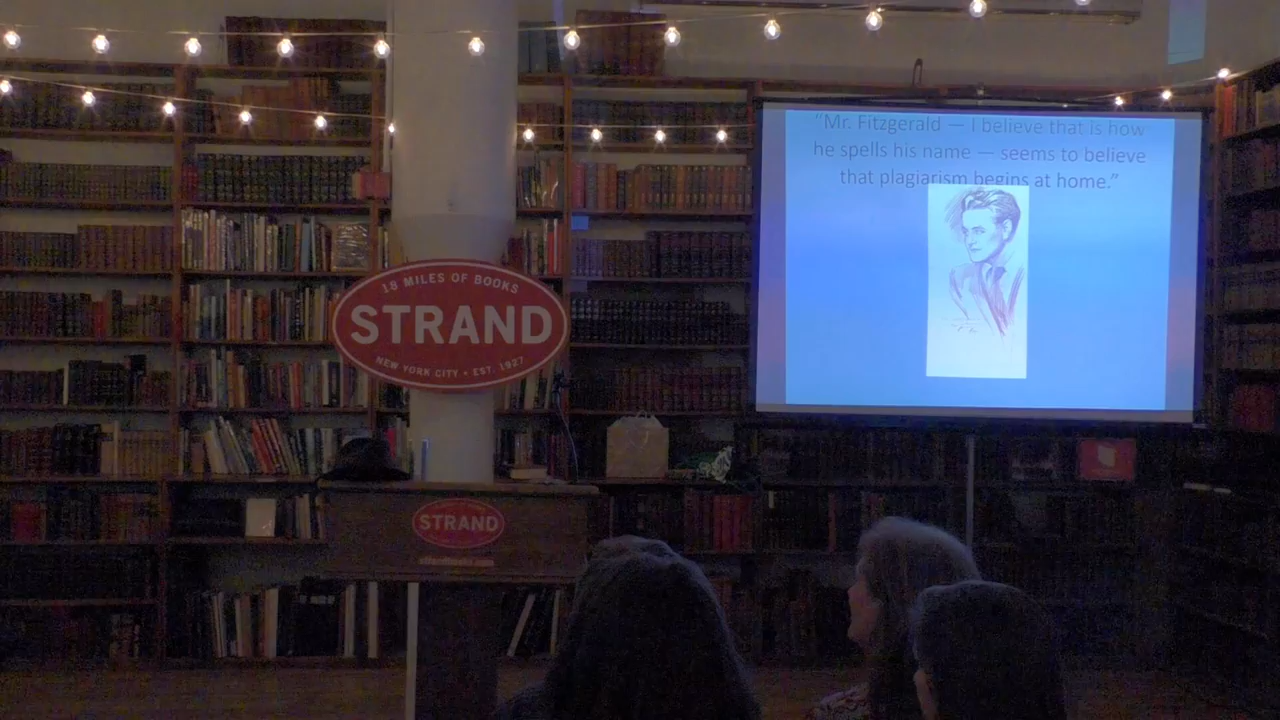 “Mr. Fitzgerald — I believe that is how
he spells his name — seems to believe
that plagiarism begins at home.”
18 MILES OF BOOKS
STRAND
NEW YORK CITY • EST. 1927
STRAND